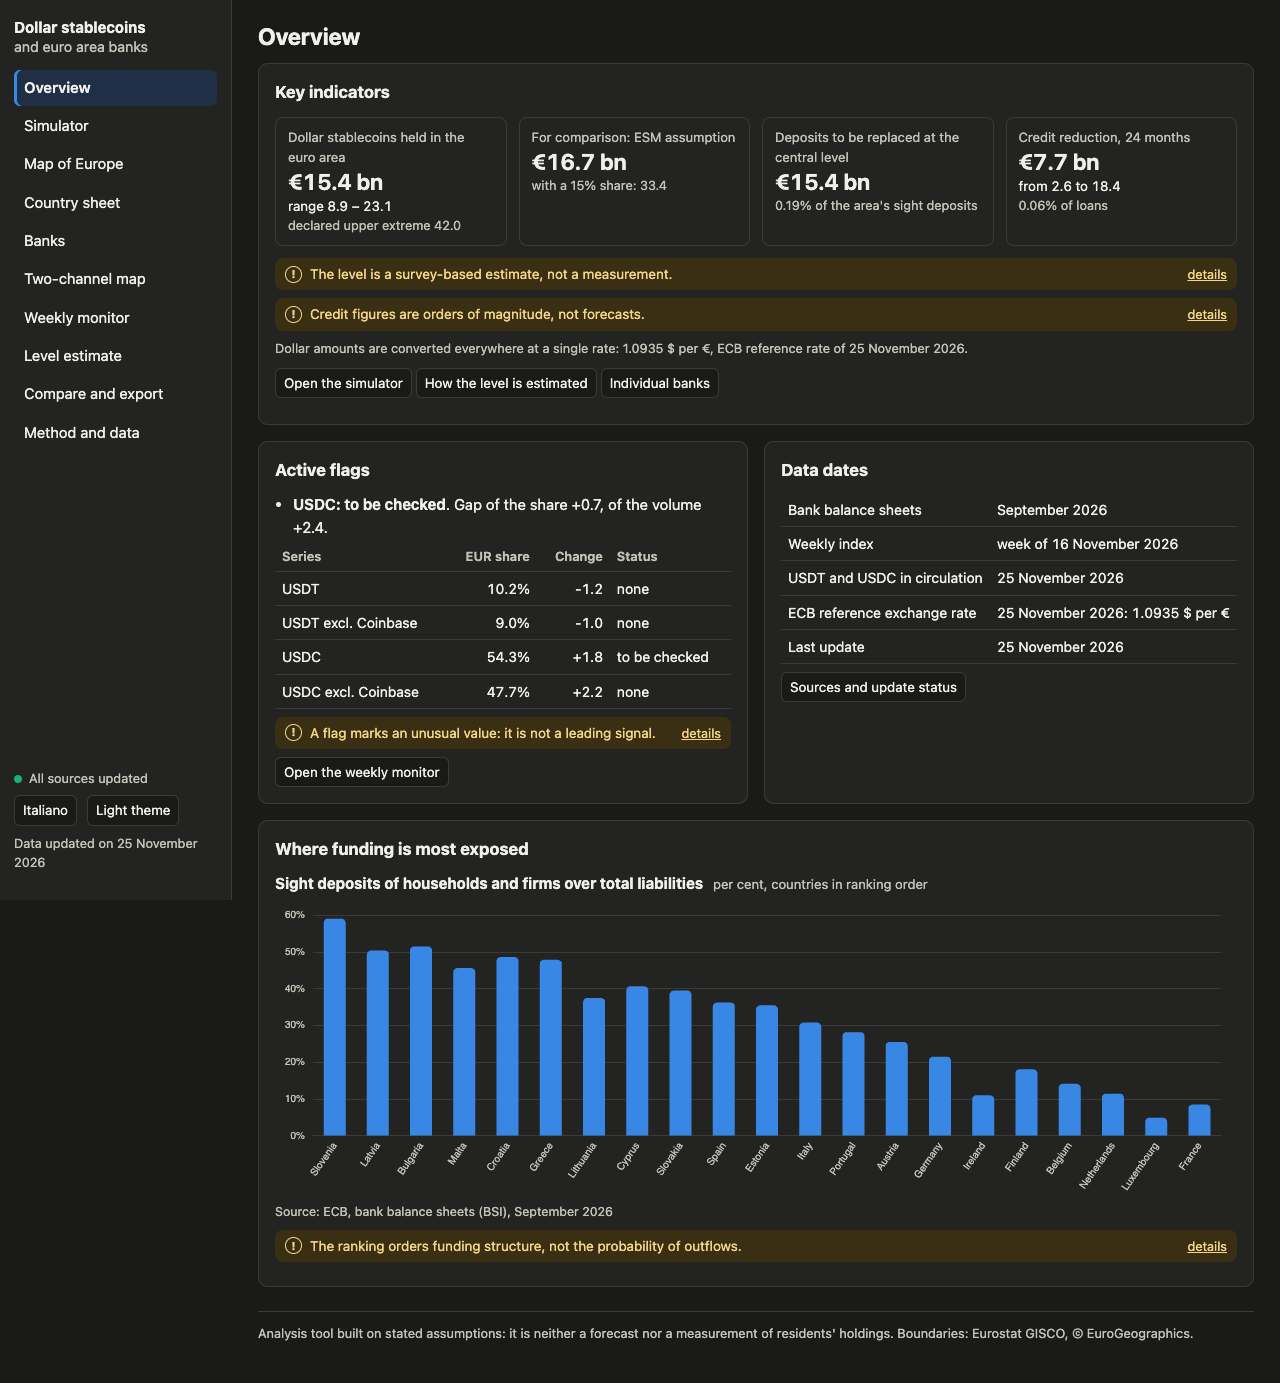 Dollar stablecoins
and euro area banks
Overview
Simulator
Map of Europe
Country sheet
Banks
Two-channel map
Weekly monitor
Level estimate
Compare and export
Method and data
All sources updated
Italiano
Light theme
Data updated on 25 November
2026
Overview
Key indicators
Dollar stablecoins held in the
euro area
€15.4 bn
range 8.9 – 23.1
declared upper extreme 42.0
For comparison: ESM assumption
€16.7 bn
with a 15% share: 33.4
Deposits to be replaced at the
central level
€15.4 bn
0.19% of the area's sight deposits
Credit reduction, 24 months
€7.7 bn
from 2.6 to 18.4
0.06% of loans
! The level is a survey-based estimate, not a measurement. details
! Credit figures are orders of magnitude, not forecasts. details
Dollar amounts are converted everywhere at a single rate: 1.0935 $ per €, ECB reference rate of 25 November 2026.
Open the simulator How the level is estimated Individual banks
Active flags
• USDC: to be checked. Gap of the share +0.7, of the volume
+2.4.
Series EUR share Change Status
USDT 10.2% -1.2 none
USDT excl. Coinbase 9.0% -1.0 none
USDC 54.3% +1.8 to be checked
USDC excl. Coinbase 47.7% +2.2 none
! A flag marks an unusual value: it is not a leading signal. details
Open the weekly monitor
Data dates
Bank balance sheets September 2026
Weekly index week of 16 November 2026
USDT and USDC in circulation 25 November 2026
ECB reference exchange rate 25 November 2026: 1.0935 $ per €
Last update 25 November 2026
Sources and update status
Where funding is most exposed
Sight deposits of households and firms over total liabilities per cent, countries in ranking order
60%
50%
40%
30%
20%
10%
0%
Slovenia Latvia Bulgaria Malta Croatia Greece Lithuania Cyprus Slovakia Spain Estonia Italy Portugal Austria Germany Ireland Finland Belgium Netherlands Luxembourg France
Source: ECB, bank balance sheets (BSI), September 2026
! The ranking orders funding structure, not the probability of outflows. details
Analysis tool built on stated assumptions: it is neither a forecast nor a measurement of residents' holdings. Boundaries: Eurostat GISCO, © EuroGeographics.